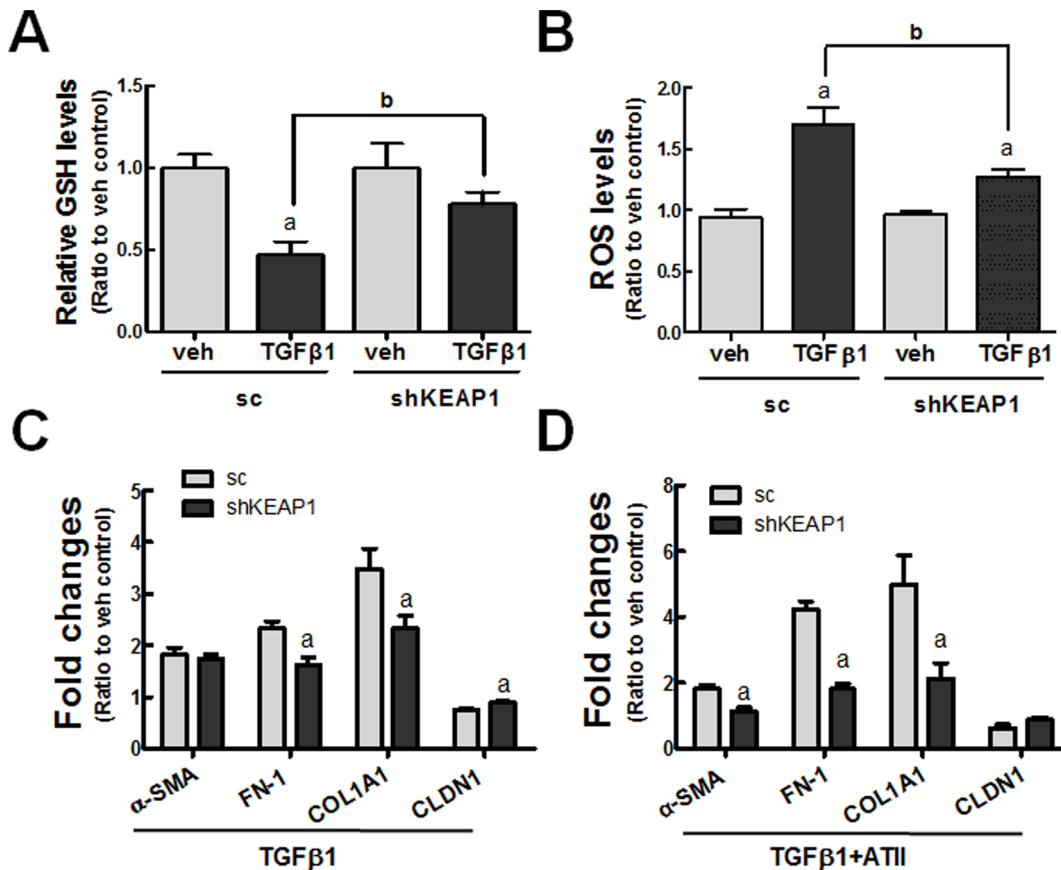 A
Relative GSH levels
(Ratio to veh control)
1.5
1.0
0.5
0.0
a
b
veh
TGFβ1
veh
TGFβ1
sc
shKEAP1
B
ROS levels
(Ratio to veh control)
2.0
1.5
1.0
0.5
0.0
a
b
a
veh
TGFβ1
veh
TGFβ1
sc
shKEAP1
C
Fold changes
(Ratio to veh control)
sc
shKEAP1
5
4
3
2
1
0
a
a
a
α-SMA
FN-1
COL1A1
CLDN1
TGFβ1
D
Fold changes
(Ratio to veh control)
sc
shKEAP1
8
6
4
2
0
a
a
a
α-SMA
FN-1
COL1A1
CLDN1
TGFβ1+ATII